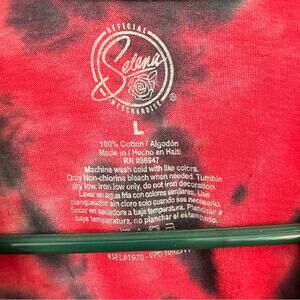 OFFICIAL
Selena
MERCHANDISE ®
L
100% Cotton / Algodón
Made in / Hecho en Haiti
RN #86947
Machine wash cold with like colors.
Only Non-chlorine bleach when needed. Tumble
dry low, iron low only, do not iron decoration.
Lavar en agua fría con colores similares. Use
blanqueador sin cloro cuando sea necesario.
Secar en secadora a baja temperatura. Planchar a
baja temperatura, no planchar el estampado.